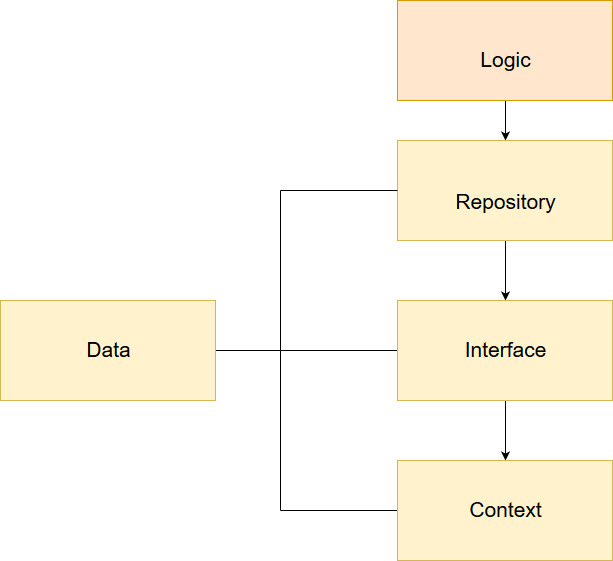 Logic
Repository
Data
Interface
Context